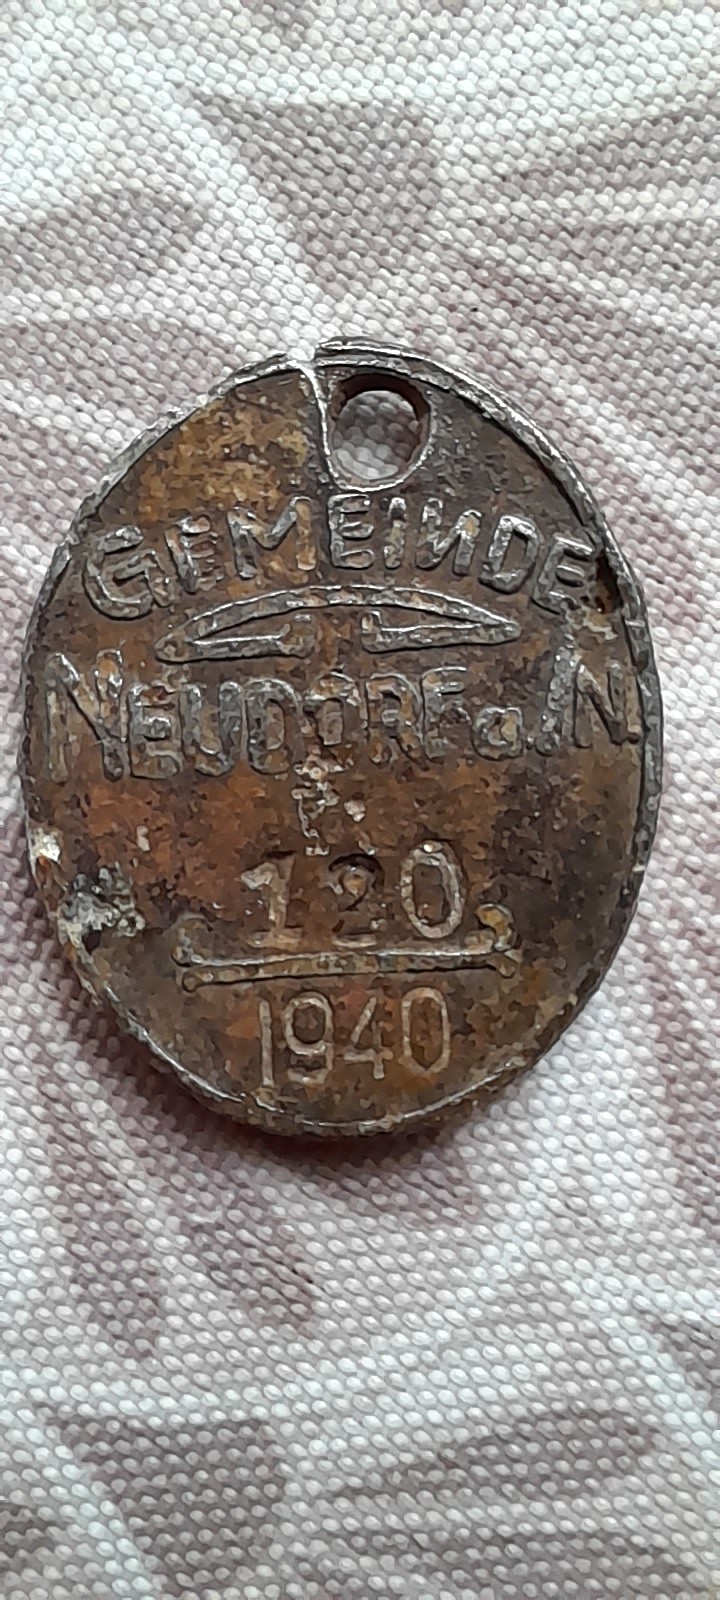 GEMEINDE
NEUDORF a./N.
120
1940